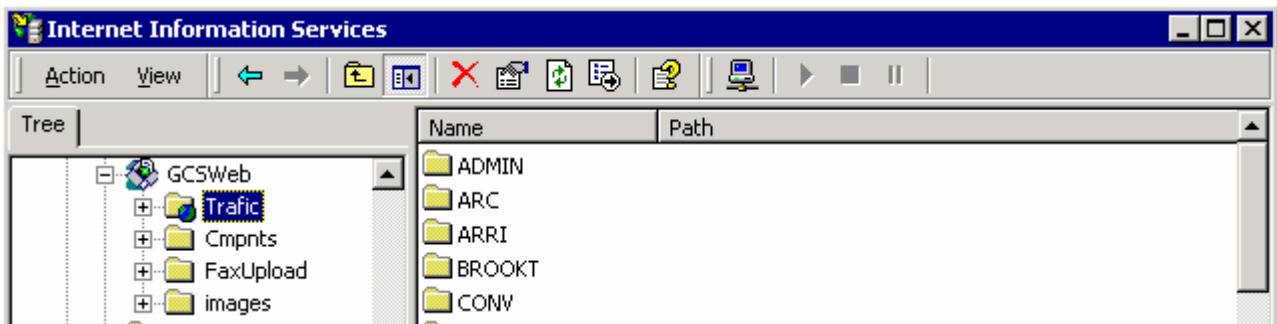 Internet Information Services
Action View
Tree
GCSWeb
Trafic
Cmpnts
FaxUpload
images
Name Path
ADMIN
ARC
ARRI
BROOKT
CONV